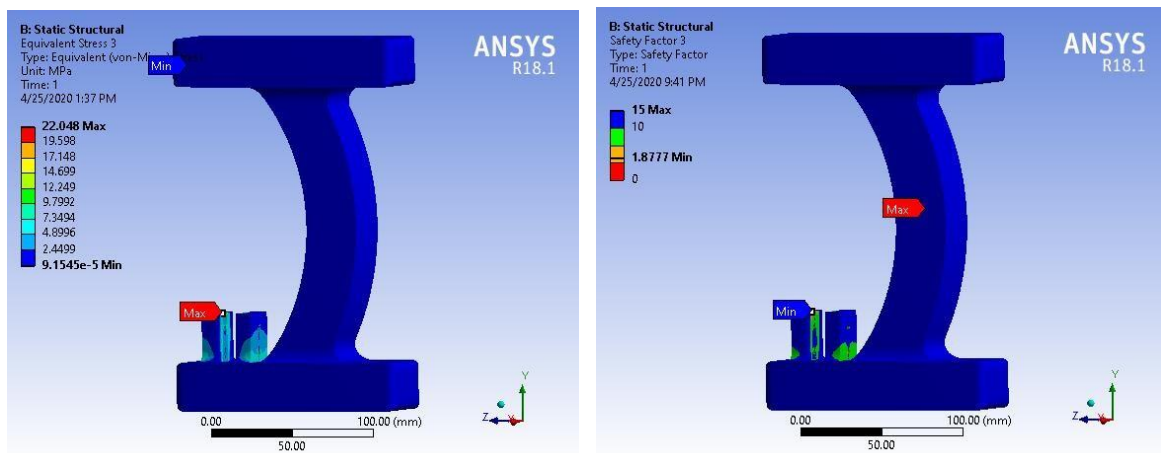 B: Static Structural
Equivalent Stress 3
Type: Equivalent (von-Mi
Unit: MPa
Time: 1
4/25/2020 1:37 PM
22.048 Max
19.598
17.148
14.699
12.249
9.7992
7.3494
4.8996
2.4499
9.1545e-5 Min
Min
Max
ANSYS
R18.1
Y
Z
X
0.00
100.00 (mm)
50.00
B: Static Structural
Safety Factor 3
Type: Safety Factor
Time: 1
4/25/2020 9:41 PM
15 Max
10
1.8777 Min
0
Max
Min
ANSYS
R18.1
Y
Z
X
0.00
100.00 (mm)
50.00